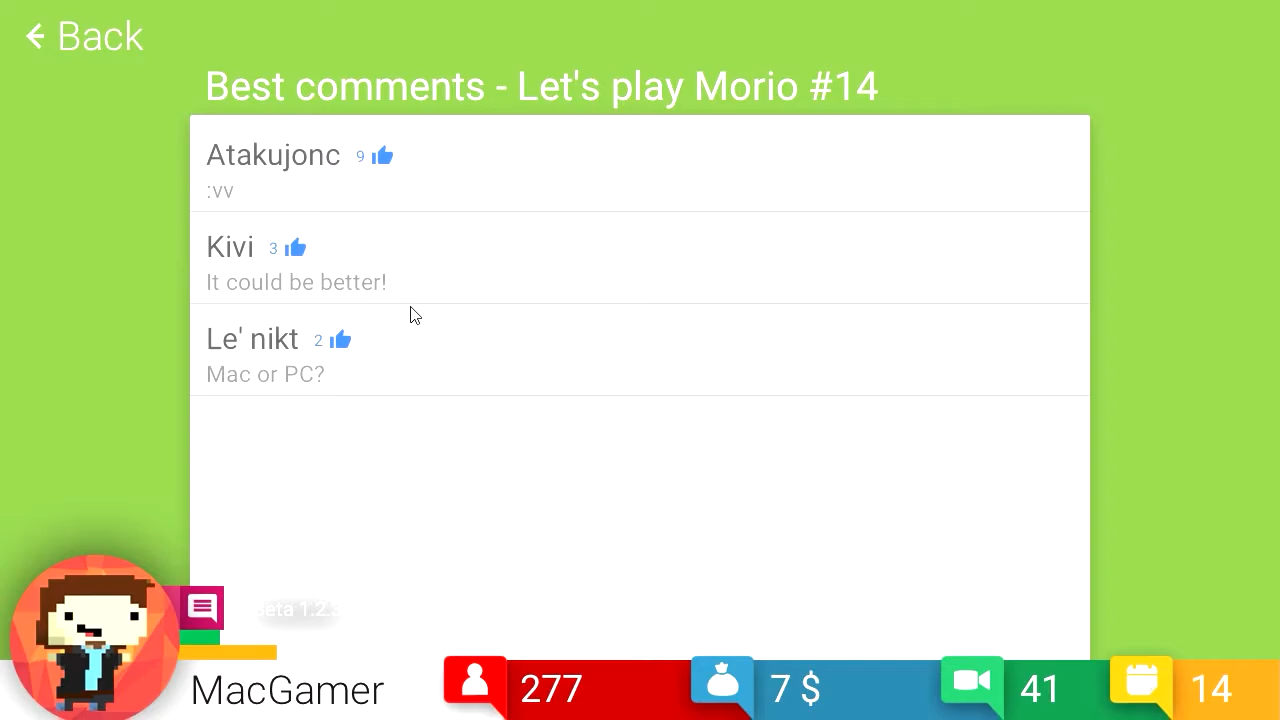 Back
Best comments - Let's play Morio #14
Atakujonc 9
:vv
Kivi 3
It could be better!
Le' nikt 2
Mac or PC?
MacGamer
277
7 $
41
14